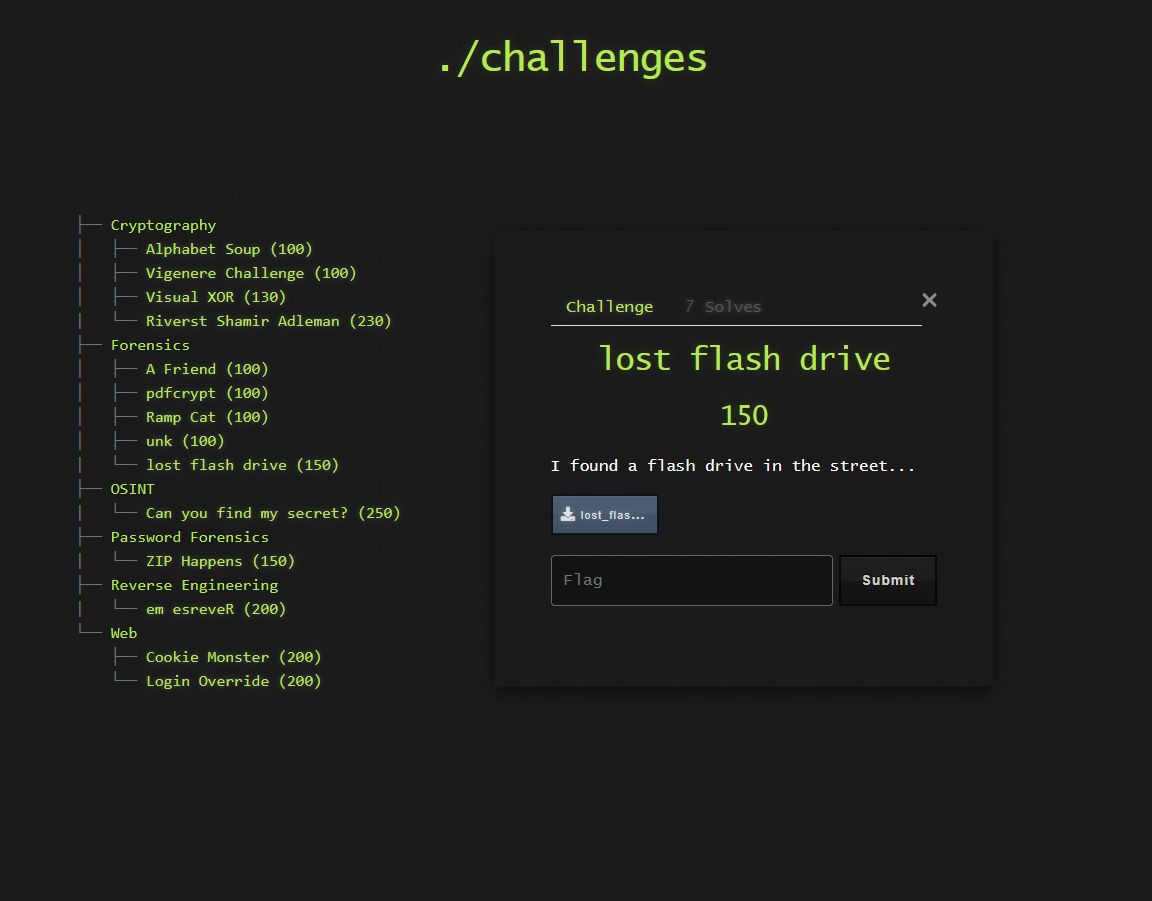 ./challenges
Cryptography
Alphabet Soup (100)
Vigenere Challenge (100)
Visual XOR (130)
Riverst Shamir Adleman (230)
Forensics
A Friend (100)
pdfcrypt (100)
Ramp Cat (100)
unk (100)
lost flash drive (150)
OSINT
Can you find my secret? (250)
Password Forensics
ZIP Happens (150)
Reverse Engineering
em esreveR (200)
Web
Cookie Monster (200)
Login Override (200)
Challenge 7 Solves ×
lost flash drive
150
I found a flash drive in the street...
lost_flas...
Flag Submit